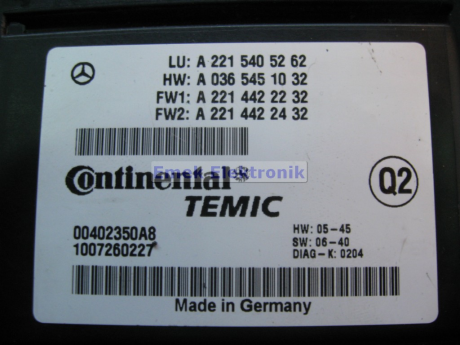 LU: A 221 540 52 62
HW: A 036 545 10 32
FW1: A 221 442 22 32
FW2: A 221 442 24 32
Emek Elektronik
Continental®
TEMIC
Q2
00402350A8
1007260227
HW: 05-45
SW: 06-40
DIAG-K: 0204
Made in Germany